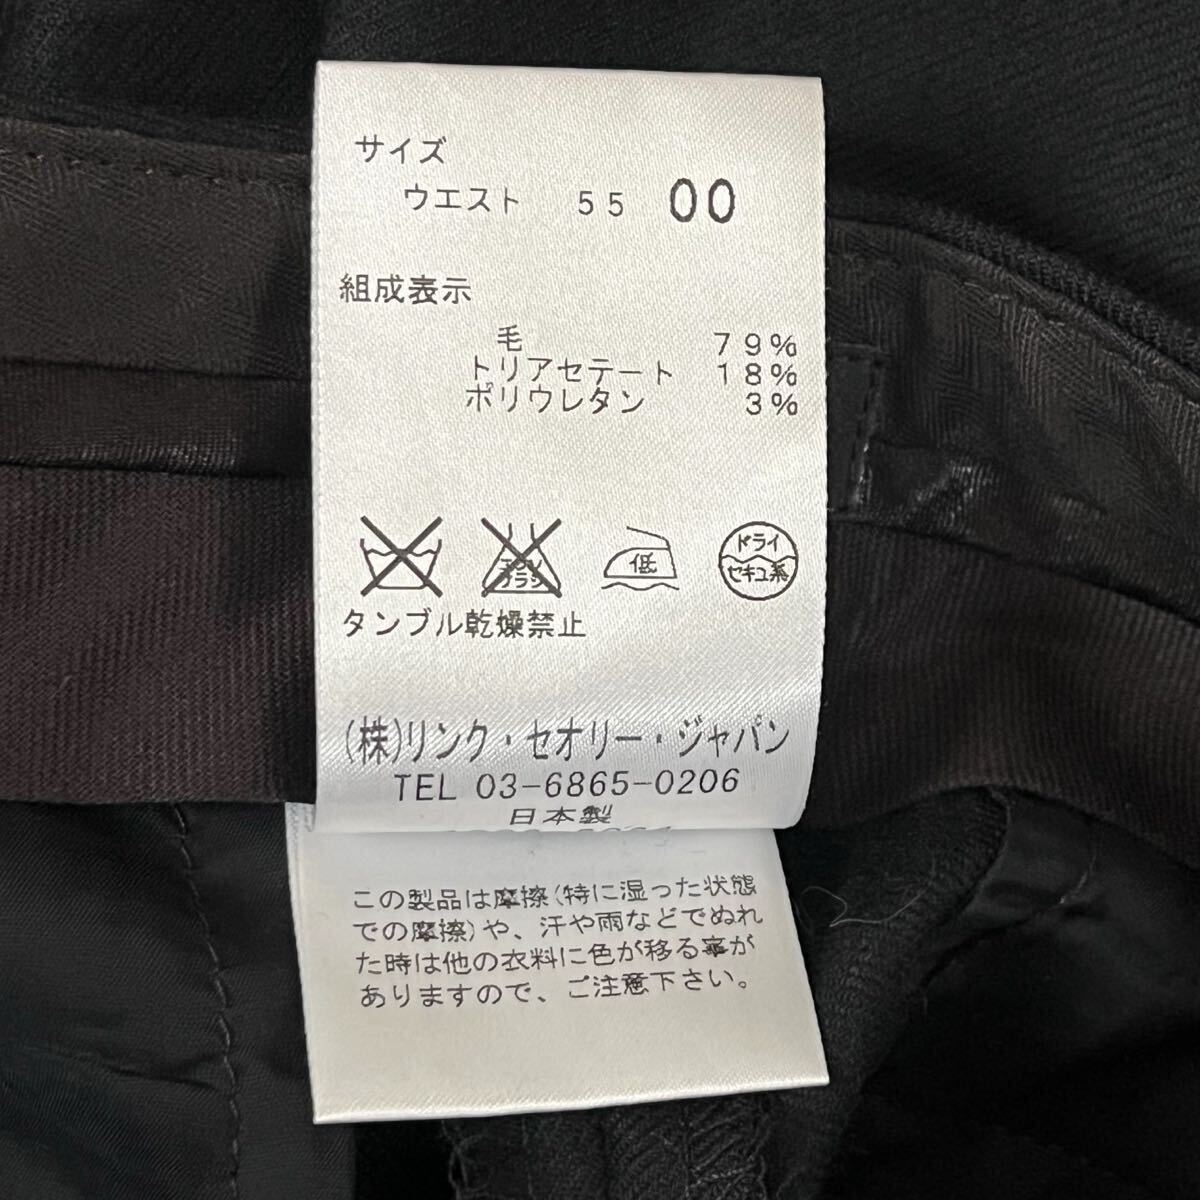 サイズ
ウエスト 55 00
組成表示
毛 79%
トリアセテート 18%
ポリウレタン 3%
エンソ
ブラシ
低
ドライ
セキユ系
タンブル乾燥禁止
(株)リンク・セオリー・ジャパン
TEL 03-6865-0206
日本製
この製品は摩擦(特に湿った状態
での摩擦)や、汗や雨などでぬれ
た時は他の衣料に色が移る事が
ありますので、ご注意下さい。